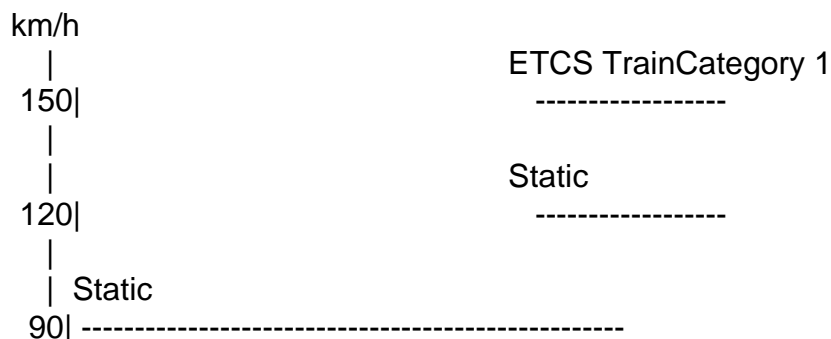 km/h
| ETCS TrainCategory 1
150| ------------------
|
| Static
120| ------------------
|
| Static
90| ---------------------------------------------------